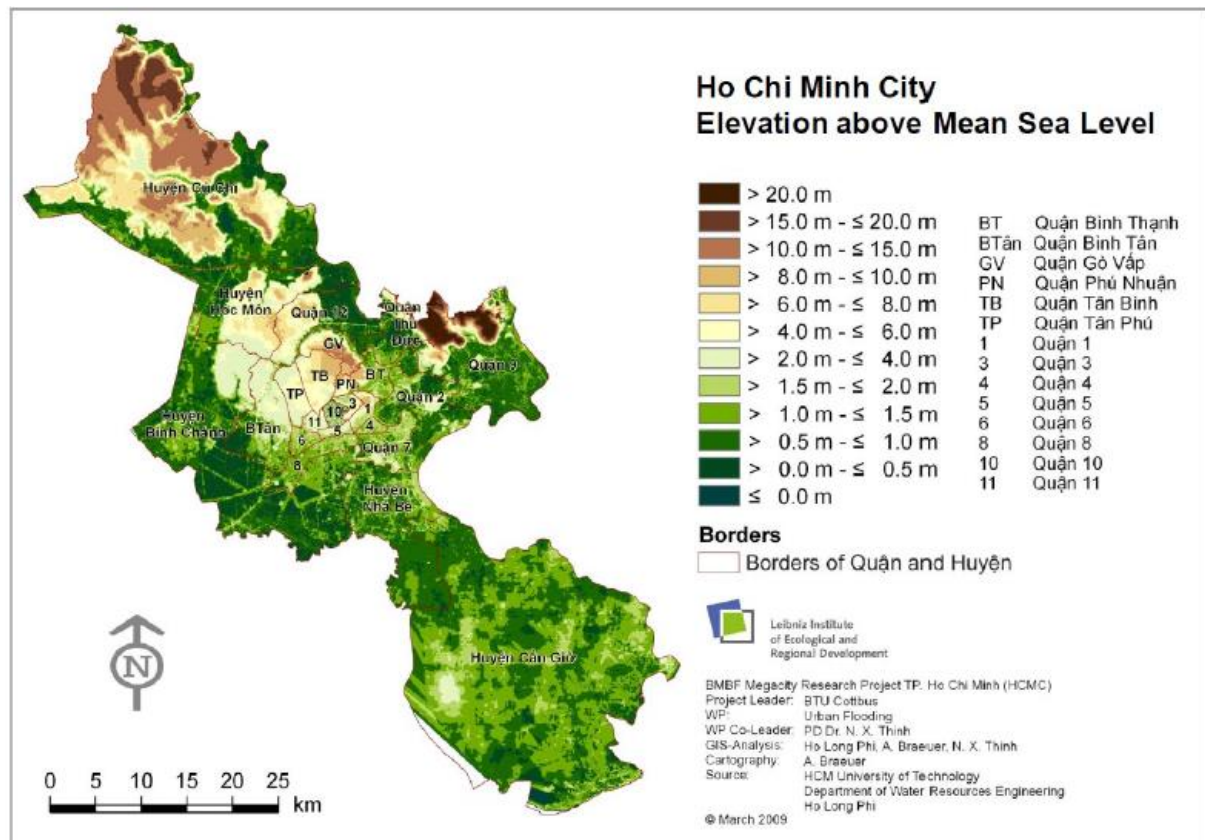 Ho Chi Minh City
Elevation above Mean Sea Level
> 20.0 m
> 15.0 m - ≤ 20.0 m
> 10.0 m - ≤ 15.0 m
> 8.0 m - ≤ 10.0 m
> 6.0 m - ≤ 8.0 m
> 4.0 m - ≤ 6.0 m
> 2.0 m - ≤ 4.0 m
> 1.5 m - ≤ 2.0 m
> 1.0 m - ≤ 1.5 m
> 0.5 m - ≤ 1.0 m
> 0.0 m - ≤ 0.5 m
≤ 0.0 m
BT Quận Bình Thạnh
BTân Quận Bình Tân
GV Quận Gò Vấp
PN Quận Phú Nhuận
TB Quận Tân Bình
TP Quận Tân Phú
1 Quận 1
3 Quận 3
4 Quận 4
5 Quận 5
6 Quận 6
8 Quận 8
10 Quận 10
11 Quận 11
Borders
Borders of Quận and Huyện
Leibniz Institute
of Ecological and
Regional Development
BMBF Megacity Research Project TP. Ho Chi Minh (HCMC)
Project Leader: BTU Cottbus
WP: Urban Flooding
WP Co-Leader: PD Dr. N. X. Thinh
GIS-Analysis: Ho Long Phi, A. Braeuer, N. X. Thinh
Cartography: A. Braeuer
Source: HCM University of Technology
Department of Water Resources Engineering
Ho Long Phi
© March 2009
Huyện Củ Chi
Huyện
Hóc Môn
Quận 12
Quận
Thủ
Đức
Quận 9
GV
TB
PN
BT
TP
Quận 2
3
1
10
11
4
5
Huyện
Bình Chánh
BTân
6
Quận 7
8
Huyện
Nhà Bè
Huyện Cần Giờ
N
0 5 10 15 20 25
km